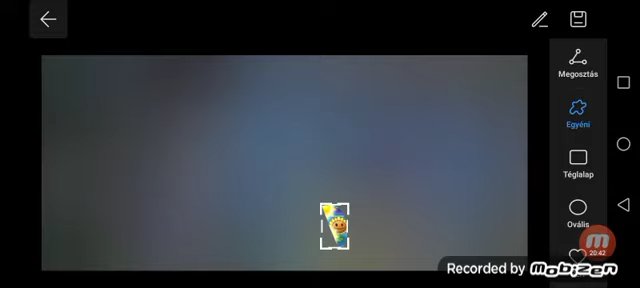 Megosztás
Egyéni
Téglalap
Ovális
20:42
Recorded by Mobizen